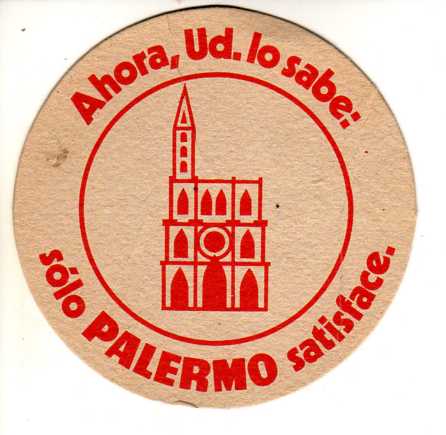 Ahora, Ud. lo sabe:
sólo PALERMO satisface.